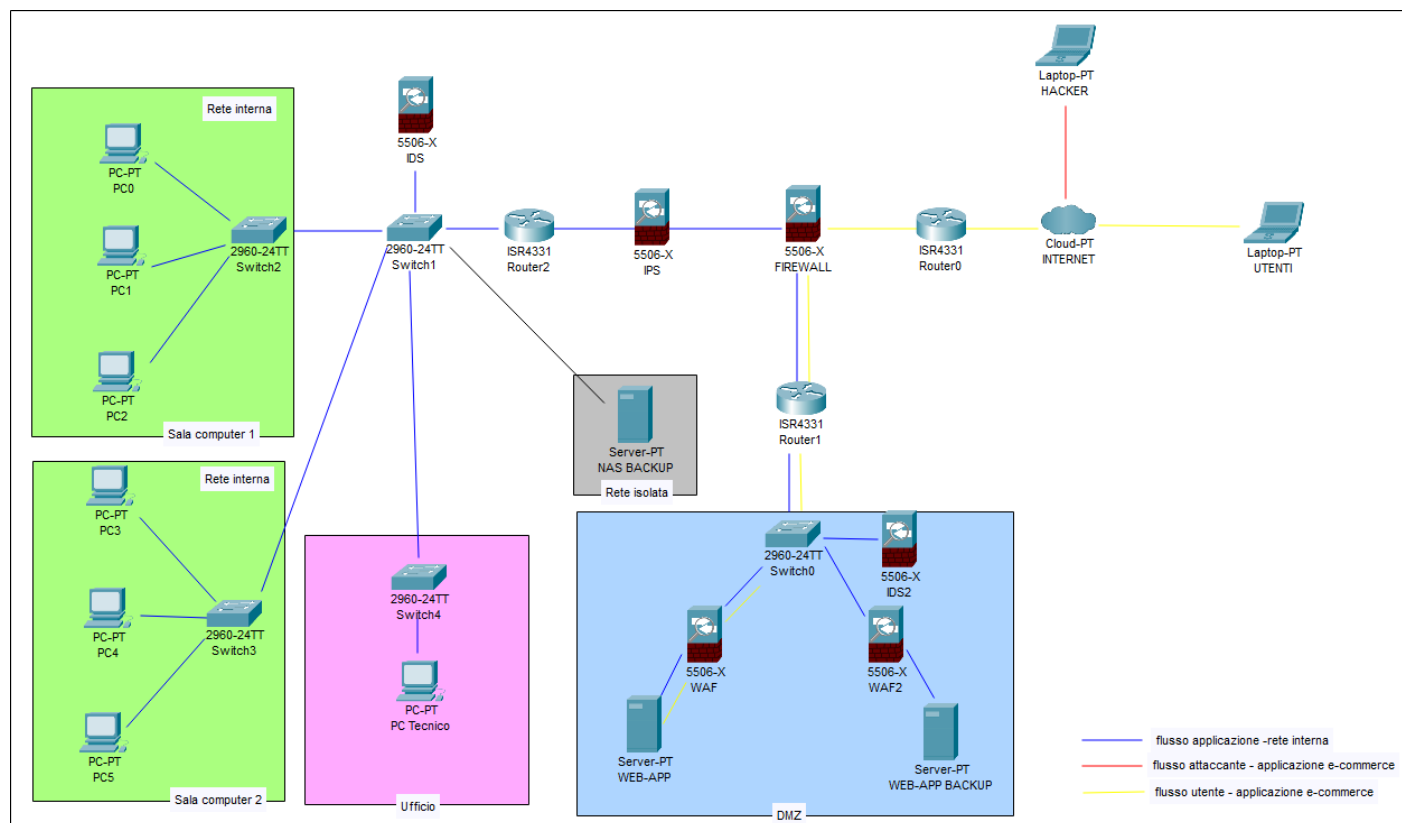 Laptop-PT
HACKER
Rete interna
PC-PT
PC0
5506-X
IDS
2960-24TT
Switch2
2960-24TT
Switch1
ISR4331
Router2
5506-X
IPS
5506-X
FIREWALL
ISR4331
Router0
Cloud-PT
INTERNET
Laptop-PT
UTENTI
PC-PT
PC1
PC-PT
PC2
Sala computer 1
Server-PT
NAS BACKUP
Rete isolata
ISR4331
Router1
Rete interna
PC-PT
PC3
PC-PT
PC4
2960-24TT
Switch3
PC-PT
PC5
Sala computer 2
2960-24TT
Switch4
PC-PT
PC Tecnico
Ufficio
2960-24TT
Switch0
5506-X
IDS2
5506-X
WAF
5506-X
WAF2
Server-PT
WEB-APP
Server-PT
WEB-APP BACKUP
DMZ
flusso applicazione -rete interna
flusso attaccante - applicazione e-commerce
flusso utente - applicazione e-commerce